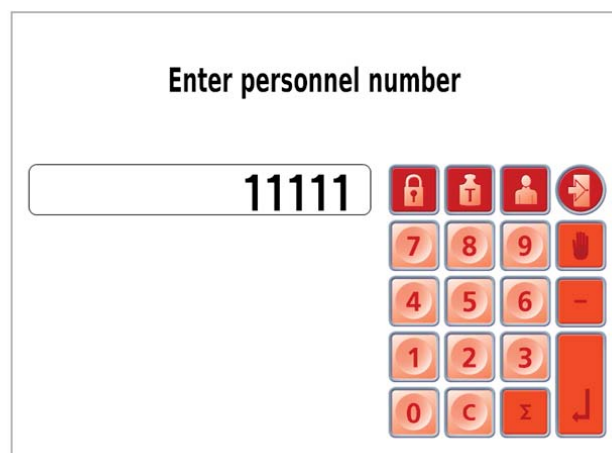 Enter personnel number
11111
T
7 8 9
4 5 6 −
1 2 3
0 C Σ